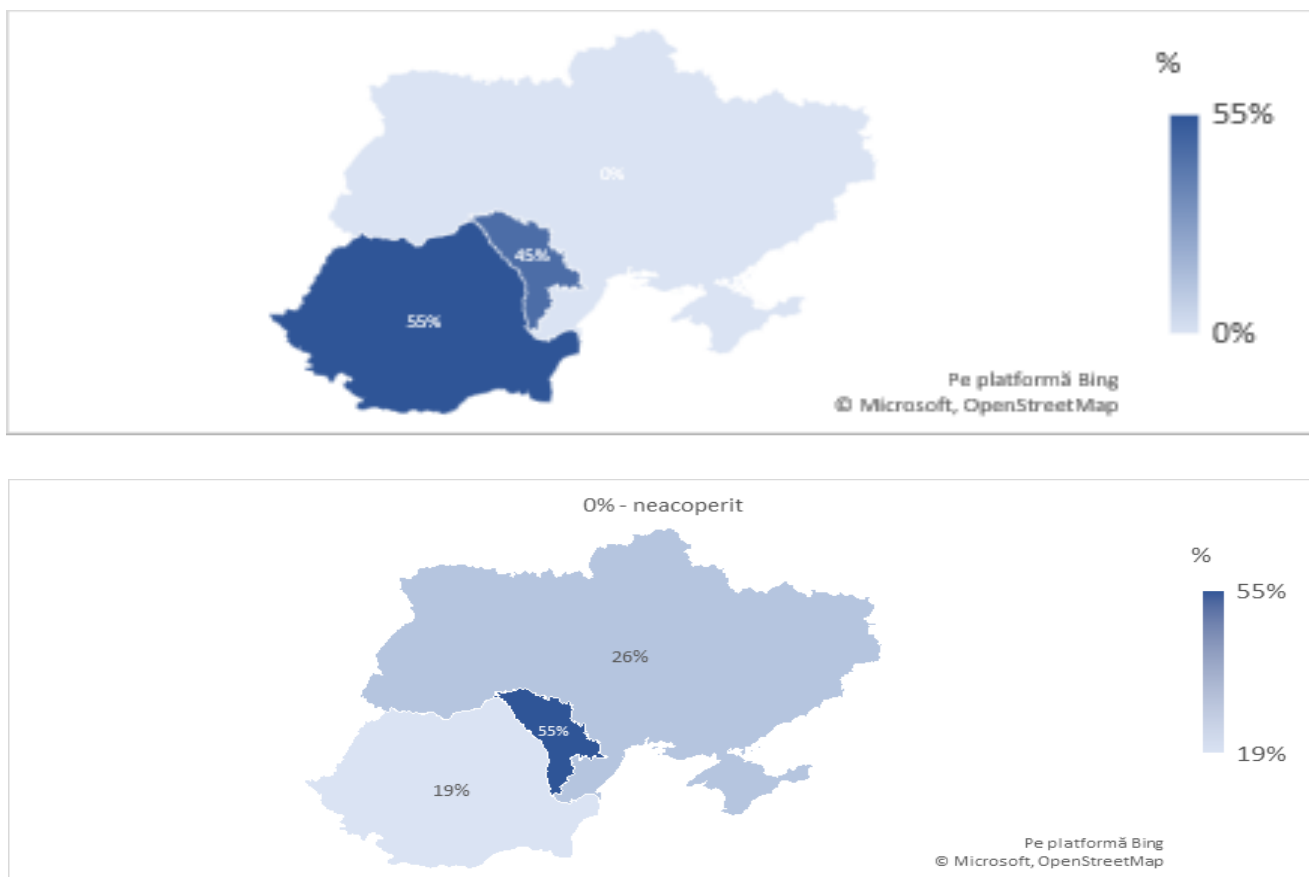 %
55%
0%
45%
55%
0%
Pe platformă Bing
© Microsoft, OpenStreetMap
0% - neacoperit
%
55%
26%
55%
19%
19%
Pe platformă Bing
© Microsoft, OpenStreetMap